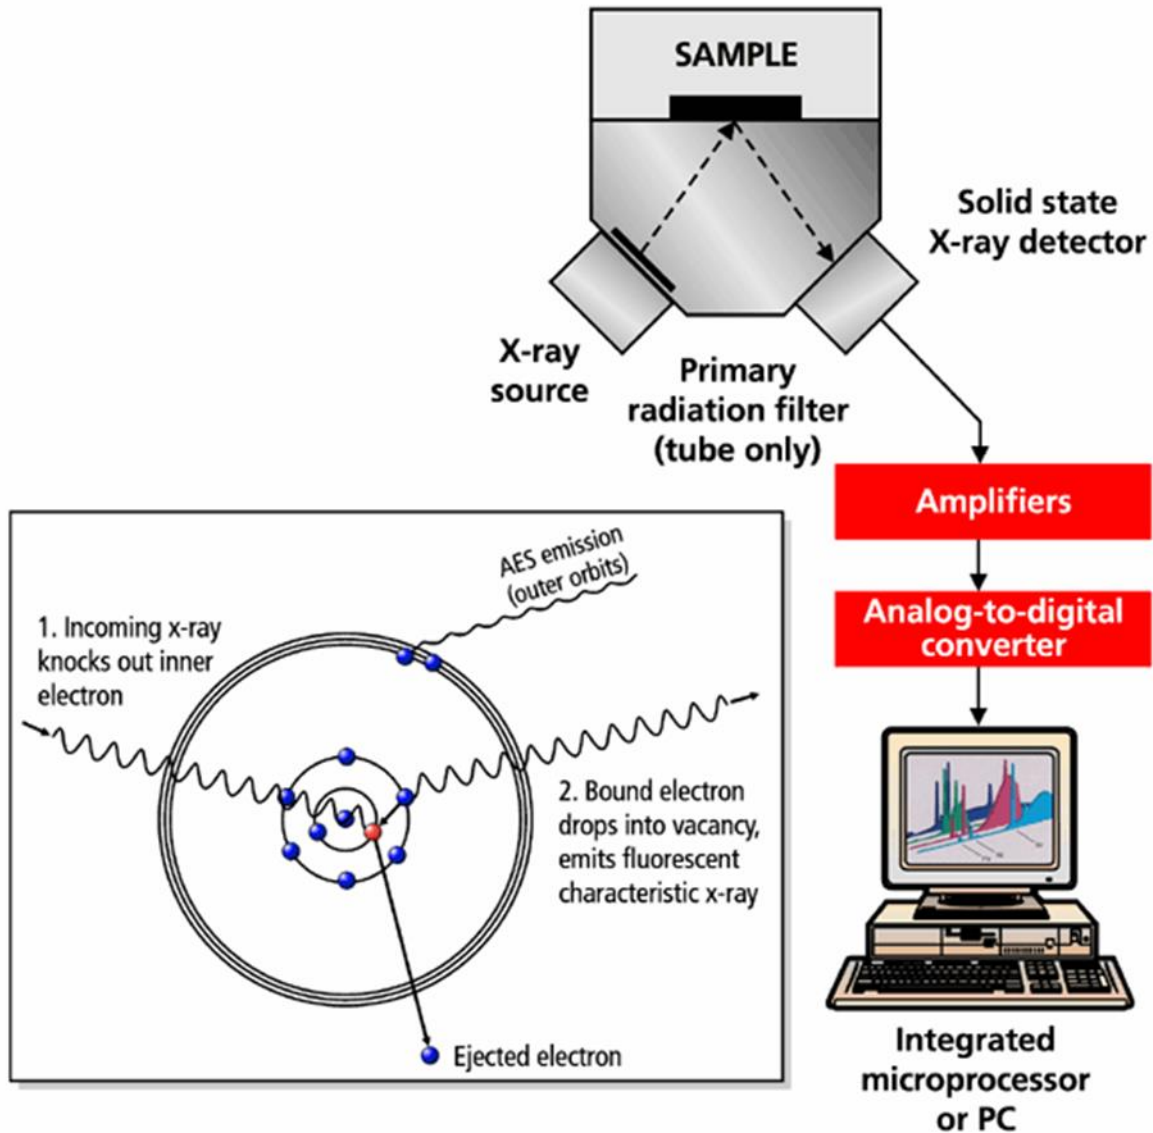 SAMPLE
Solid state
X-ray detector
X-ray
source
Primary
radiation filter
(tube only)
Amplifiers
Analog-to-digital
converter
Integrated
microprocessor
or PC
AES emission
(outer orbits)
1. Incoming x-ray
knocks out inner
electron
2. Bound electron
drops into vacancy,
emits fluorescent
characteristic x-ray
Ejected electron